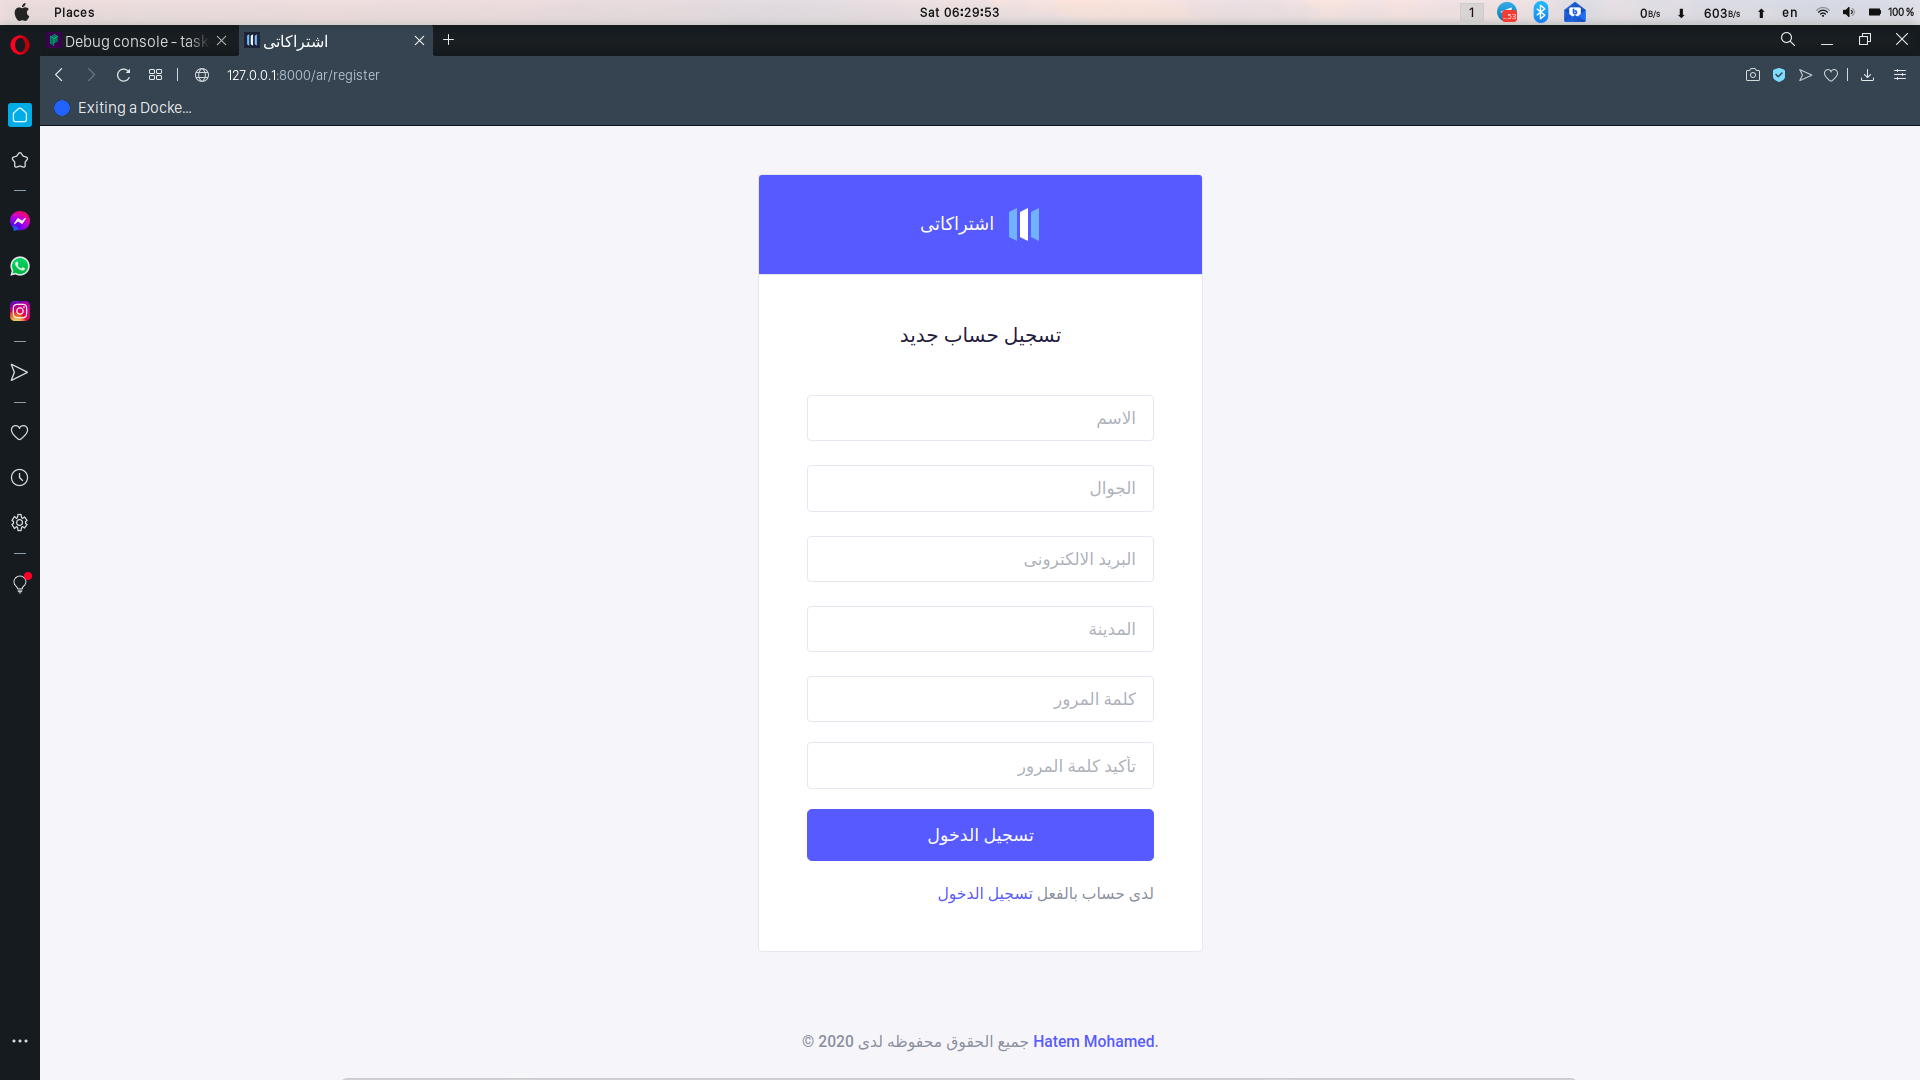 Places
Sat 06:29:53
1
.53
0B/s
603B/s
en
100%
Debug console - task
اشتراكاتى
127.0.0.1:8000/ar/register
Exiting a Docke...
اشتراكاتى
تسجيل حساب جديد
الاسم
الجوال
البريد الالكترونى
المدينة
كلمة المرور
تأكيد كلمة المرور
تسجيل الدخول
لدى حساب بالفعل تسجيل الدخول
© 2020 جميع الحقوق محفوظه لدى Hatem Mohamed.